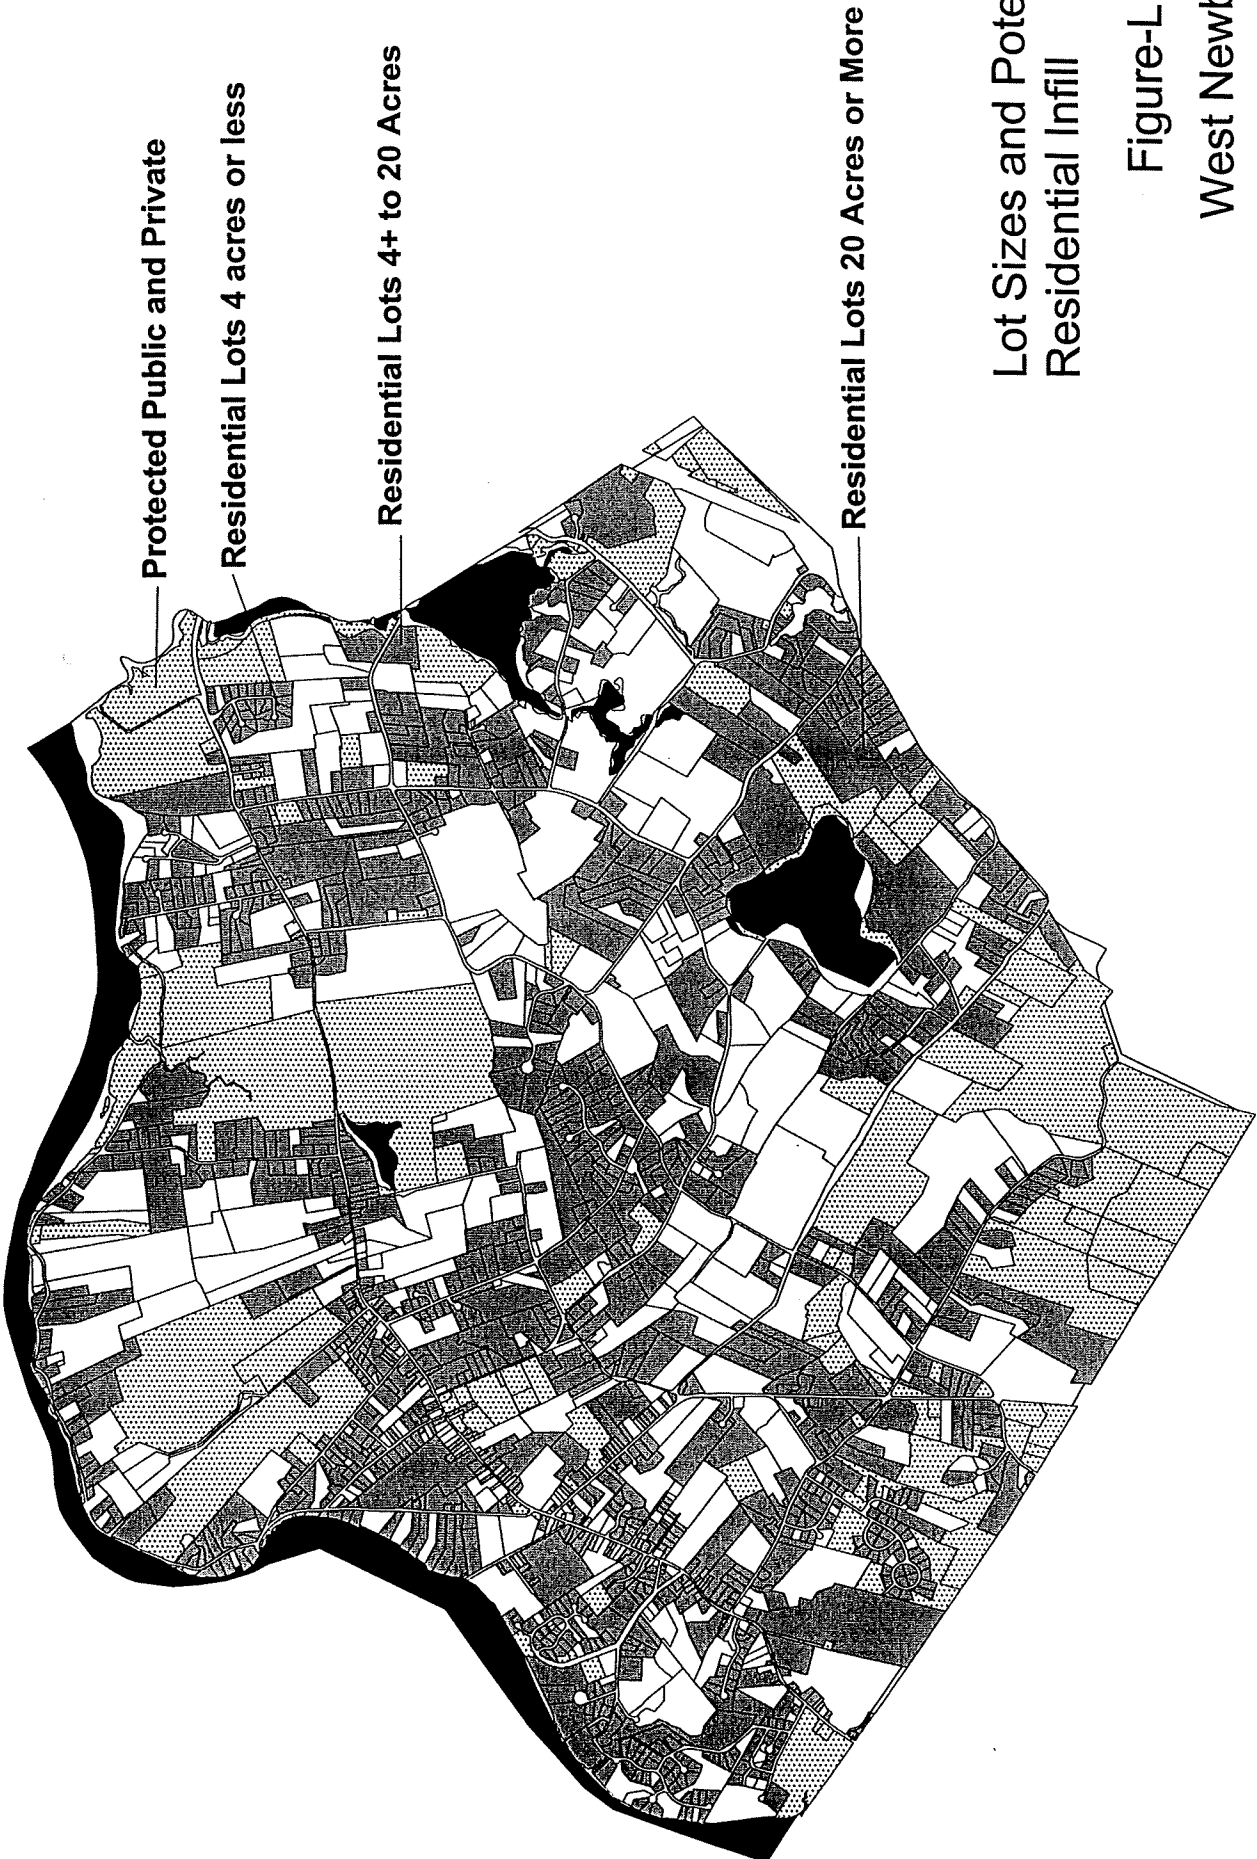 Protected Public and Private
Residential Lots 4 acres or less
Residential Lots 4+ to 20 Acres
Residential Lots 20 Acres or More
Lot Sizes and Pote
Residential Infill
Figure-L
West Newb